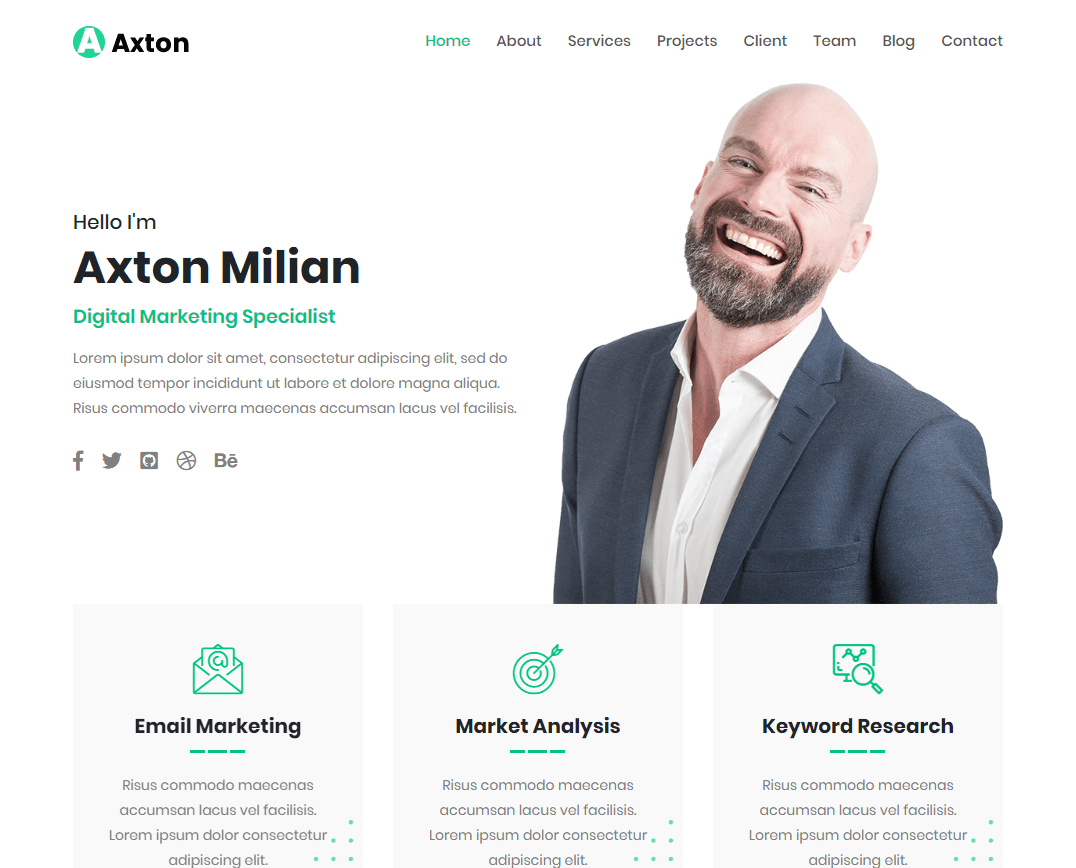 A Axton
Home About Services Projects Client Team Blog Contact
Hello I'm
Axton Milian
Digital Marketing Specialist
Lorem ipsum dolor sit amet, consectetur adipiscing elit, sed do
eiusmod tempor incididunt ut labore et dolore magna aliqua.
Risus commodo viverra maecenas accumsan lacus vel facilisis.
Bē
Email Marketing
Risus commodo maecenas
accumsan lacus vel facilisis.
Lorem ipsum dolor consectetur
adipiscing elit.
Market Analysis
Risus commodo maecenas
accumsan lacus vel facilisis.
Lorem ipsum dolor consectetur
adipiscing elit.
Keyword Research
Risus commodo maecenas
accumsan lacus vel facilisis.
Lorem ipsum dolor consectetur
adipiscing elit.